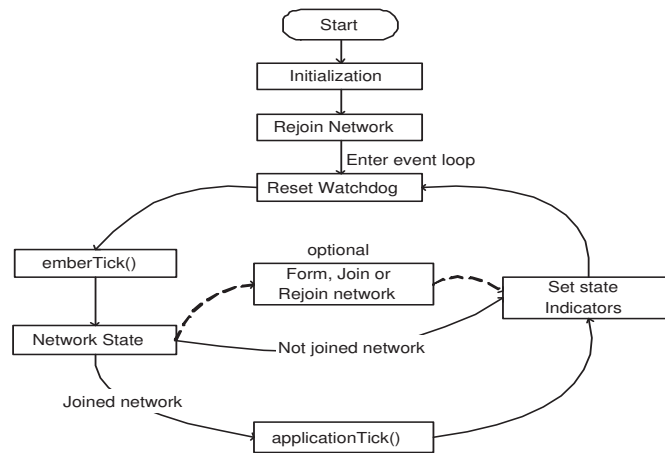 Start
Initialization
Rejoin Network
Enter event loop
Reset Watchdog
emberTick()
optional
Form, Join or
Rejoin network
Set state
Indicators
Network State
Not joined network
Joined network
applicationTick()